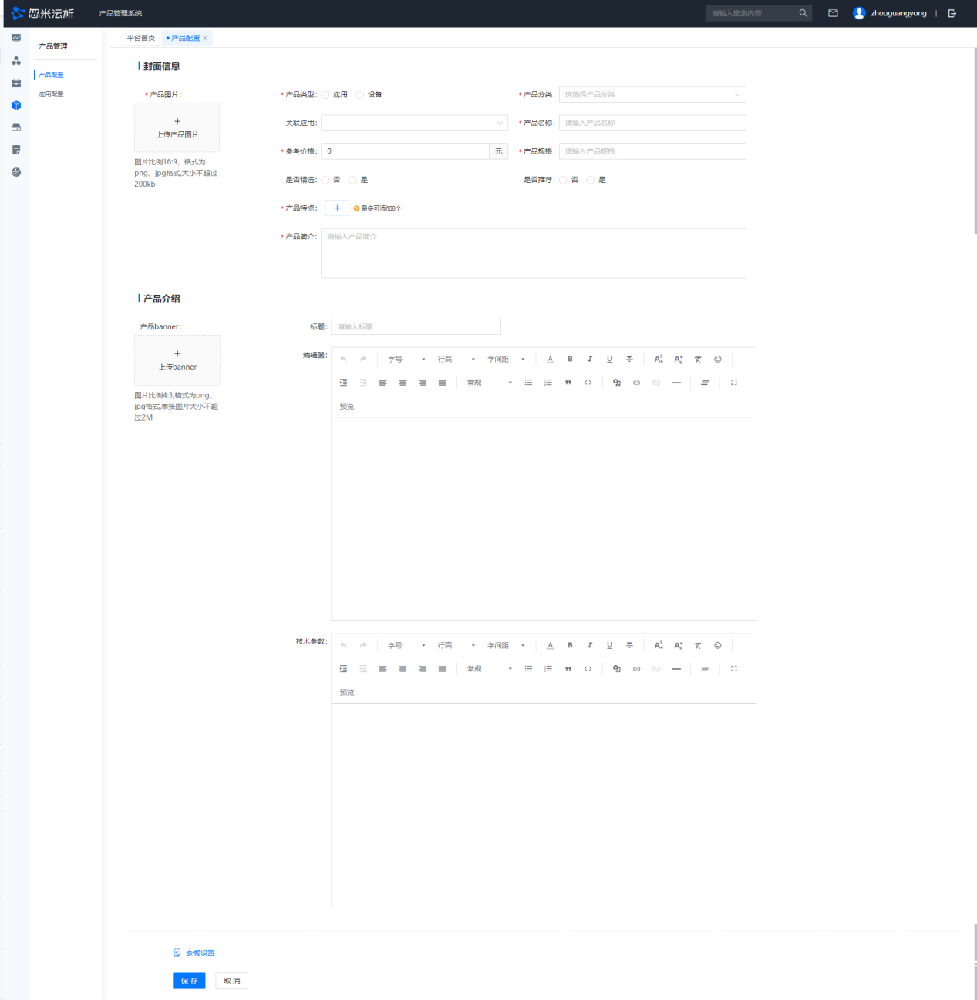 忽米沄析 | 产品管理系统
请输入搜索内容
zhouguangyong |
产品管理
产品配置
应用配置
平台首页 • 产品配置 ×
封面信息
* 产品图片：
+
上传产品图片
图片比例16:9，格式为
png、jpg格式,大小不超过
200kb
* 产品类型： 应用 设备
* 产品分类： 请选择产品分类
关联应用：
* 产品名称： 请输入产品名称
* 参考价格： 0 元
* 产品规格： 请输入产品规格
是否精选： 否 是
是否推荐： 否 是
* 产品特点： + 最多可添加8个
* 产品简介： 请输入产品简介
产品介绍
产品banner：
+
上传banner
图片比例4:3,格式为png、
jpg格式,单张图片大小不超
过2M
标题： 请输入标题
编辑器：
字号 行高 字间距 A B I U
常规
预览
技术参数：
字号 行高 字间距 A B I U
常规
预览
套餐设置
保 存 取 消